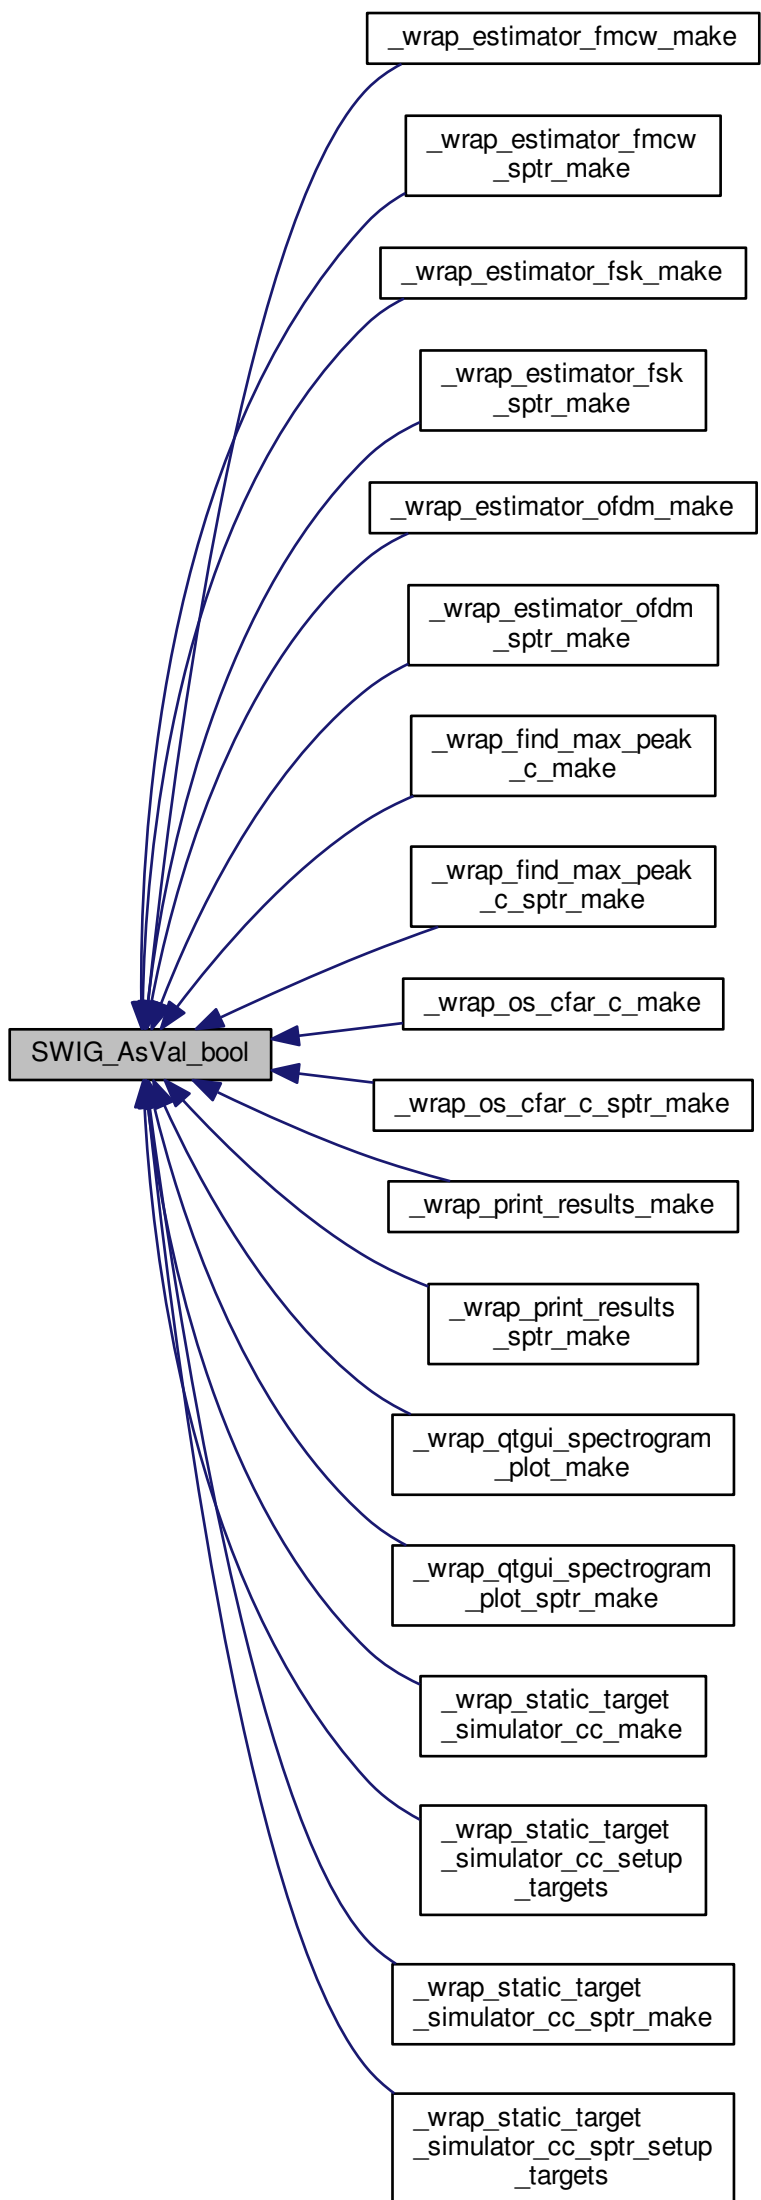 _wrap_estimator_fmcw_make
_wrap_estimator_fmcw
_sptr_make
_wrap_estimator_fsk_make
_wrap_estimator_fsk
_sptr_make
_wrap_estimator_ofdm_make
_wrap_estimator_ofdm
_sptr_make
_wrap_find_max_peak
_c_make
_wrap_find_max_peak
_c_sptr_make
_wrap_os_cfar_c_make
SWIG_AsVal_bool
_wrap_os_cfar_c_sptr_make
_wrap_print_results_make
_wrap_print_results
_sptr_make
_wrap_qtgui_spectrogram
_plot_make
_wrap_qtgui_spectrogram
_plot_sptr_make
_wrap_static_target
_simulator_cc_make
_wrap_static_target
_simulator_cc_setup
_targets
_wrap_static_target
_simulator_cc_sptr_make
_wrap_static_target
_simulator_cc_sptr_setup
_targets